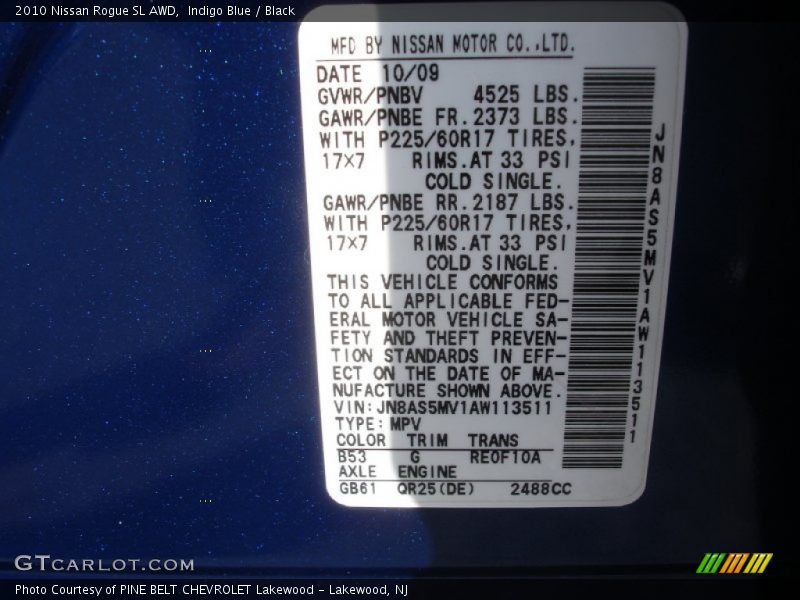 2010 Nissan Rogue SL AWD,  Indigo Blue / Black
MFD BY NISSAN MOTOR CO.,LTD.
DATE 10/09
GVWR/PNBV 4525 LBS.
GAWR/PNBE FR.2373 LBS.
WITH P225/60R17 TIRES,
17×7 RIMS.AT 33 PSI
COLD SINGLE.
GAWR/PNBE RR.2187 LBS.
WITH P225/60R17 TIRES,
17×7 RIMS.AT 33 PSI
COLD SINGLE.
THIS VEHICLE CONFORMS
TO ALL APPLICABLE FED-
ERAL MOTOR VEHICLE SA-
FETY AND THEFT PREVEN-
TION STANDARDS IN EFF-
ECT ON THE DATE OF MA-
NUFACTURE SHOWN ABOVE.
VIN:JN8AS5MV1AW113511
TYPE:MPV
COLOR TRIM TRANS
B53 G RE0F10A
AXLE ENGINE
GB61 QR25(DE) 2488CC
JN8AS5MV1AW113511
GTCARLOT.COM
Photo Courtesy of PINE BELT CHEVROLET Lakewood - Lakewood, NJ